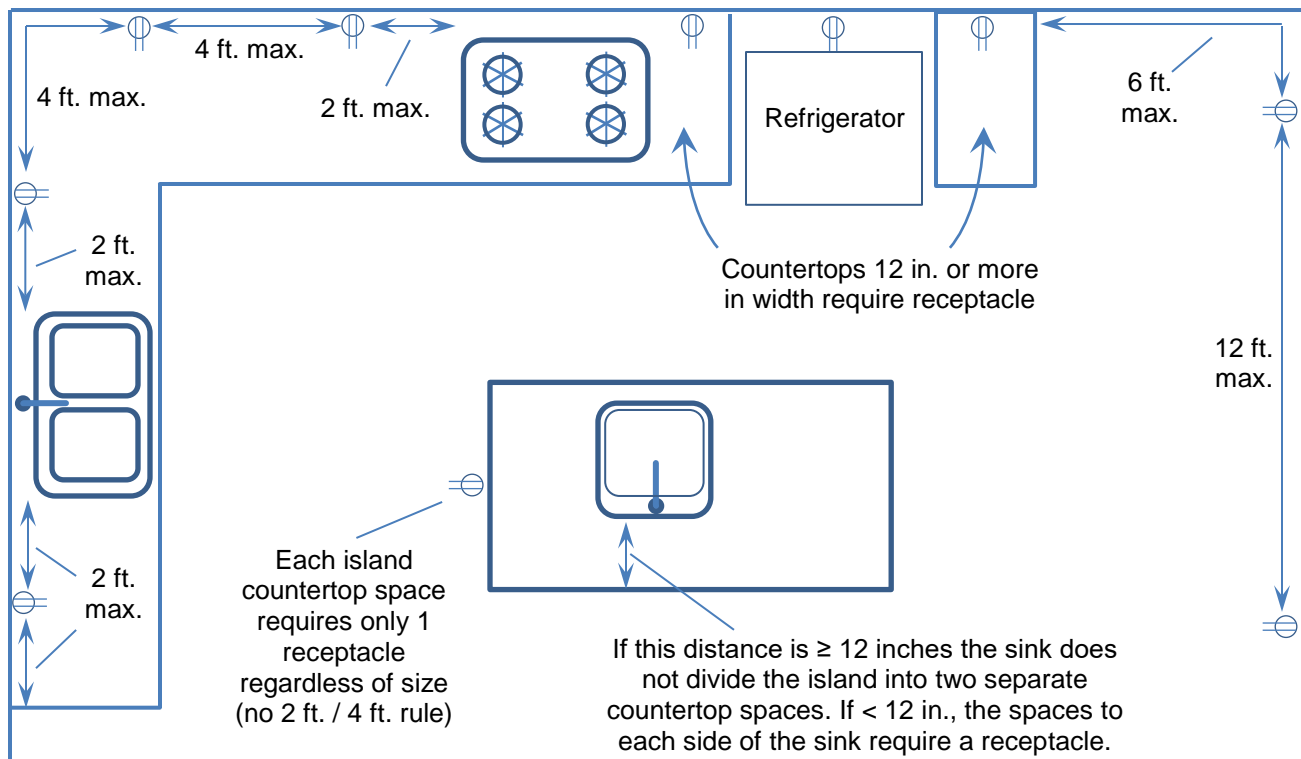 4 ft. max.
2 ft. max.
4 ft. max.
Refrigerator
6 ft.
max.
2 ft.
max.
Countertops 12 in. or more
in width require receptacle
12 ft.
max.
Each island
countertop space
requires only 1
receptacle
regardless of size
(no 2 ft. / 4 ft. rule)
2 ft.
max.
If this distance is ≥ 12 inches the sink does
not divide the island into two separate
countertop spaces. If < 12 in., the spaces to
each side of the sink require a receptacle.